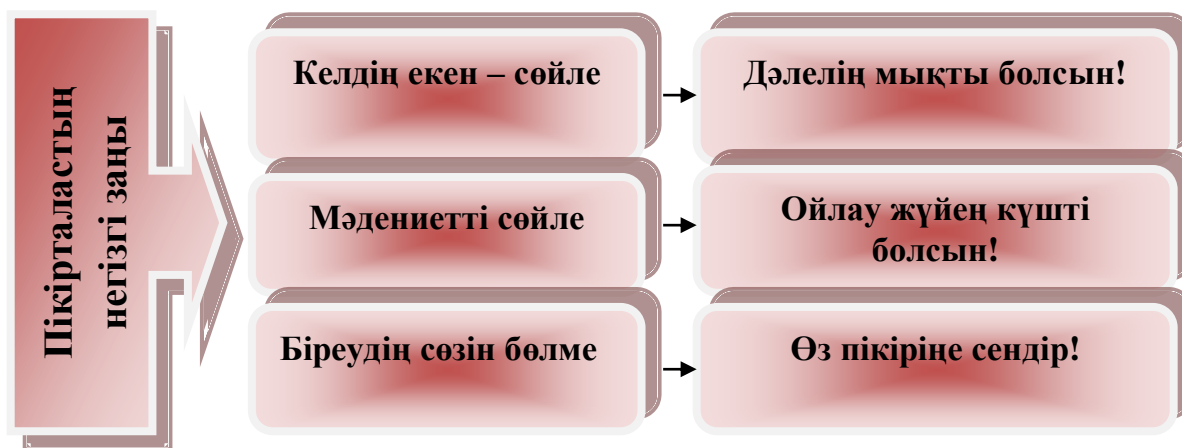 Пікірталастың
негізгі заңы
Келдің екен – сөйле
Дәлелің мықты болсын!
Мәдениетті сөйле
Ойлау жүйең күшті
болсын!
Біреудің сөзін бөлме
Өз пікіріңе сендір!